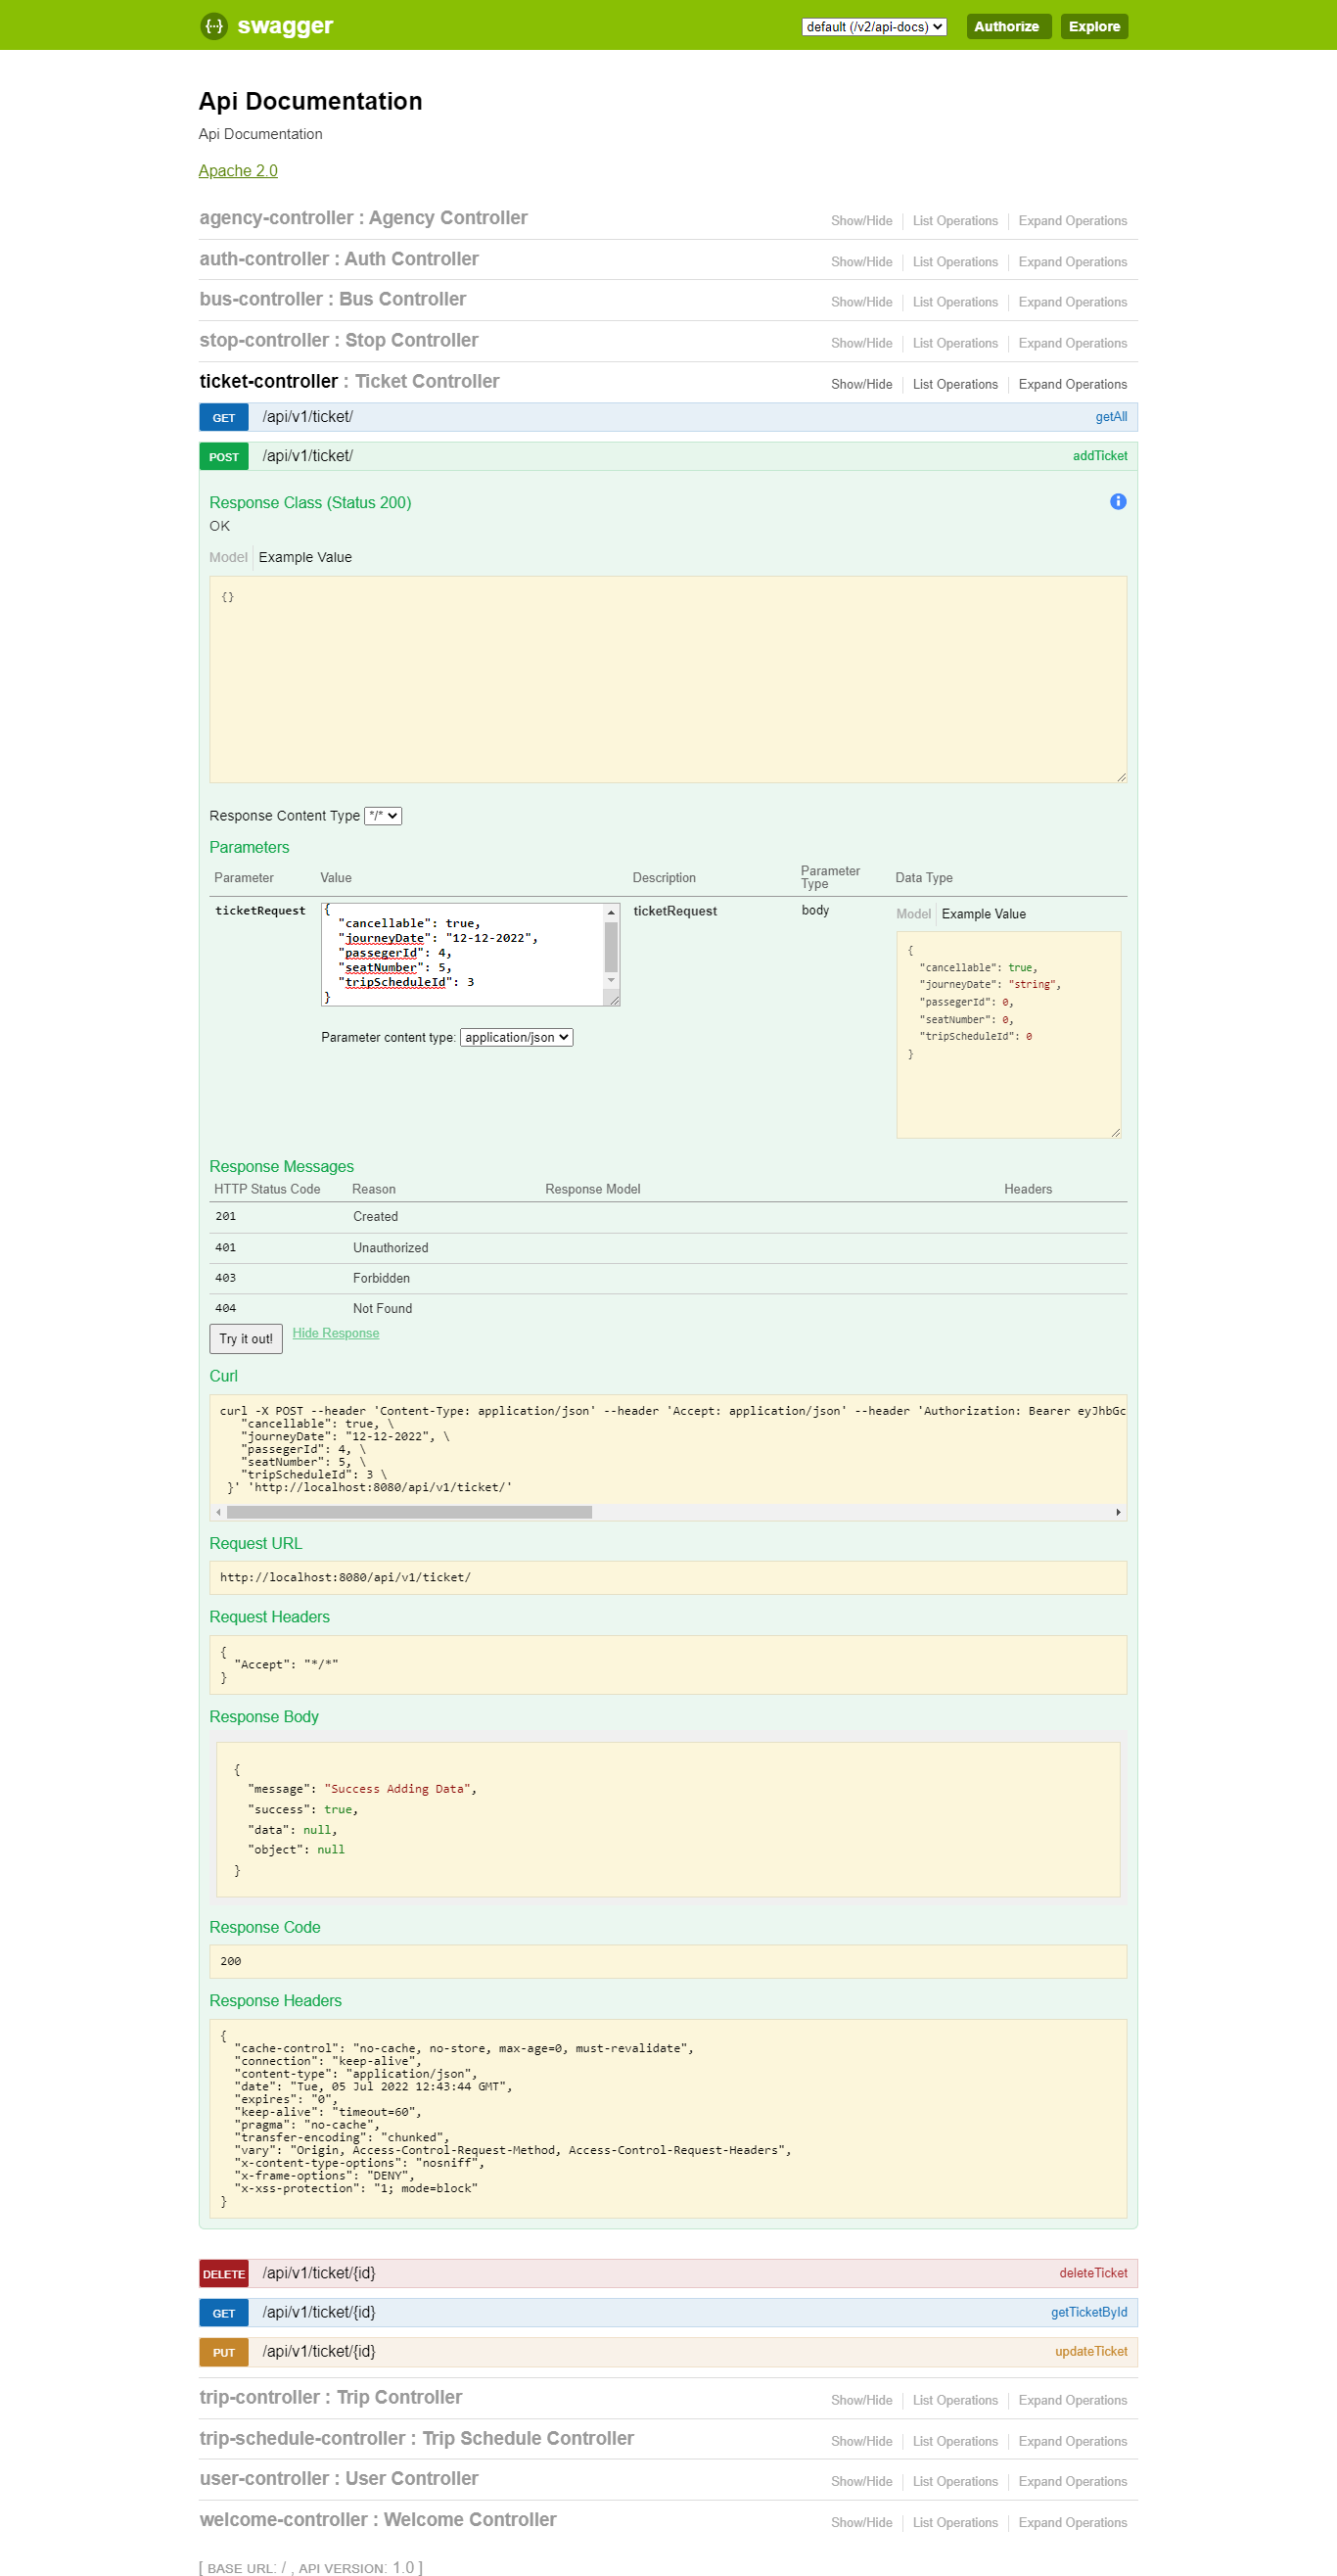 swagger
default (/v2/api-docs)
Authorize
Explore
Api Documentation
Api Documentation
Apache 2.0
agency-controller : Agency Controller
Show/Hide
List Operations
Expand Operations
auth-controller : Auth Controller
Show/Hide
List Operations
Expand Operations
bus-controller : Bus Controller
Show/Hide
List Operations
Expand Operations
stop-controller : Stop Controller
Show/Hide
List Operations
Expand Operations
ticket-controller : Ticket Controller
Show/Hide
List Operations
Expand Operations
GET /api/v1/ticket/ getAll
POST /api/v1/ticket/ addTicket
Response Class (Status 200)
OK
Model Example Value
{}
Response Content Type */*
Parameters
Parameter Value Description Parameter Type Data Type
ticketRequest
{
"cancellable": true,
"journeyDate": "12-12-2022",
"passegerId": 4,
"seatNumber": 5,
"tripScheduleId": 3
}
Parameter content type: application/json
ticketRequest
body
Model Example Value
{
"cancellable": true,
"journeyDate": "string",
"passegerId": 0,
"seatNumber": 0,
"tripScheduleId": 0
}
Response Messages
HTTP Status Code Reason Response Model Headers
201 Created
401 Unauthorized
403 Forbidden
404 Not Found
Try it out! Hide Response
Curl
curl -X POST --header 'Content-Type: application/json' --header 'Accept: application/json' --header 'Authorization: Bearer eyJhbGc
"cancellable": true, \
"journeyDate": "12-12-2022", \
"passegerId": 4, \
"seatNumber": 5, \
"tripScheduleId": 3 \
}' 'http://localhost:8080/api/v1/ticket/'
Request URL
http://localhost:8080/api/v1/ticket/
Request Headers
{
"Accept": "*/*"
}
Response Body
{
"message": "Success Adding Data",
"success": true,
"data": null,
"object": null
}
Response Code
200
Response Headers
{
"cache-control": "no-cache, no-store, max-age=0, must-revalidate",
"connection": "keep-alive",
"content-type": "application/json",
"date": "Tue, 05 Jul 2022 12:43:44 GMT",
"expires": "0",
"keep-alive": "timeout=60",
"pragma": "no-cache",
"transfer-encoding": "chunked",
"vary": "Origin, Access-Control-Request-Method, Access-Control-Request-Headers",
"x-content-type-options": "nosniff",
"x-frame-options": "DENY",
"x-xss-protection": "1; mode=block"
}
DELETE /api/v1/ticket/{id} deleteTicket
GET /api/v1/ticket/{id} getTicketById
PUT /api/v1/ticket/{id} updateTicket
trip-controller : Trip Controller
Show/Hide
List Operations
Expand Operations
trip-schedule-controller : Trip Schedule Controller
Show/Hide
List Operations
Expand Operations
user-controller : User Controller
Show/Hide
List Operations
Expand Operations
welcome-controller : Welcome Controller
Show/Hide
List Operations
Expand Operations
[ BASE URL: / , API VERSION: 1.0 ]